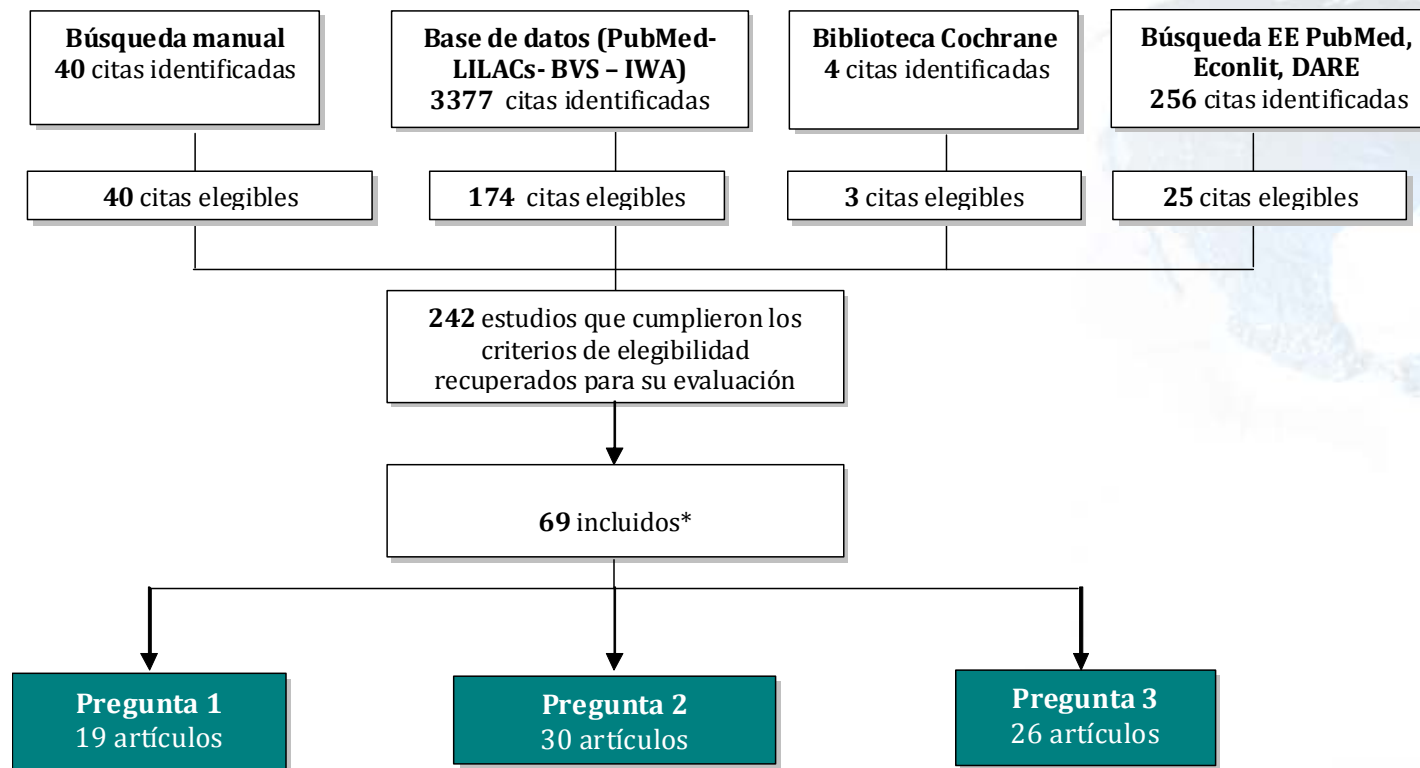 Búsqueda manual
40 citas identificadas
Base de datos (PubMed-
LILACs- BVS – IWA)
3377 citas identificadas
Biblioteca Cochrane
4 citas identificadas
Búsqueda EE PubMed,
Econlit, DARE
256 citas identificadas
40 citas elegibles
174 citas elegibles
3 citas elegibles
25 citas elegibles
242 estudios que cumplieron los
criterios de elegibilidad
recuperados para su evaluación
69 incluidos*
Pregunta 1
19 artículos
Pregunta 2
30 artículos
Pregunta 3
26 artículos